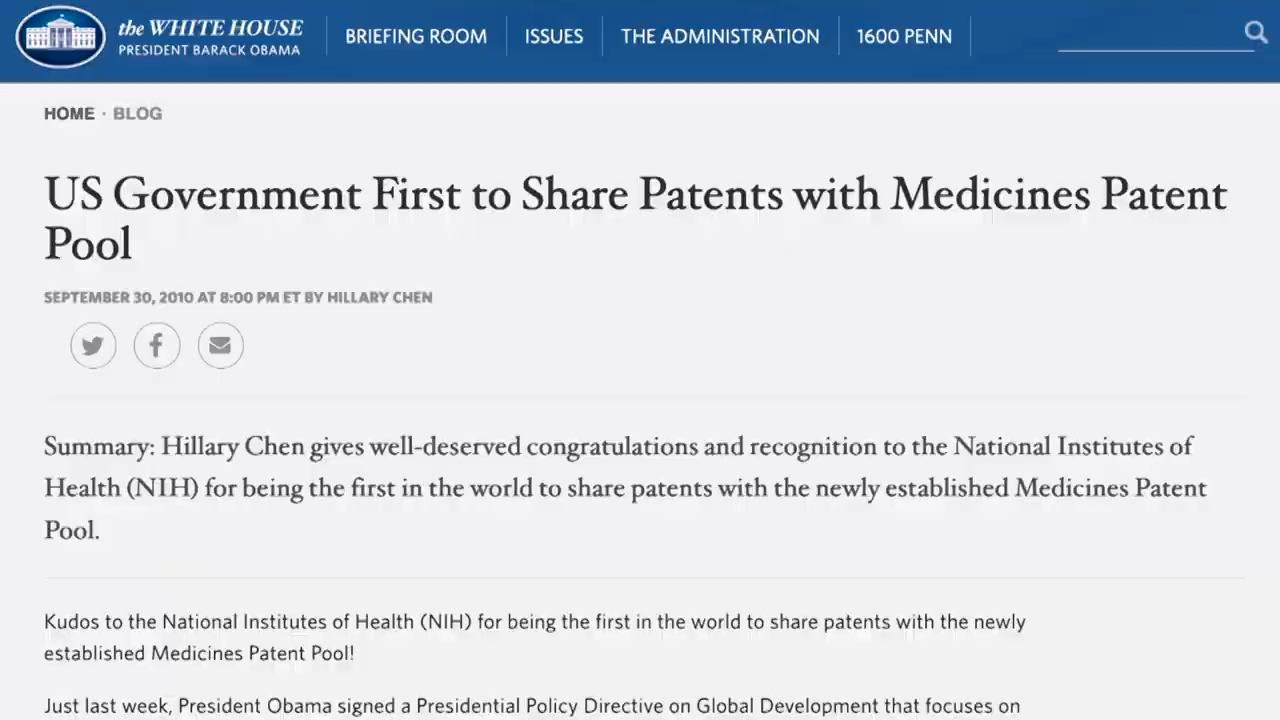 the WHITE HOUSE
PRESIDENT BARACK OBAMA
BRIEFING ROOM
ISSUES
THE ADMINISTRATION
1600 PENN
HOME · BLOG
US Government First to Share Patents with Medicines Patent
Pool
SEPTEMBER 30, 2010 AT 8:00 PM ET BY HILLARY CHEN
Summary: Hillary Chen gives well-deserved congratulations and recognition to the National Institutes of
Health (NIH) for being the first in the world to share patents with the newly established Medicines Patent
Pool.
Kudos to the National Institutes of Health (NIH) for being the first in the world to share patents with the newly
established Medicines Patent Pool!
Just last week, President Obama signed a Presidential Policy Directive on Global Development that focuses on